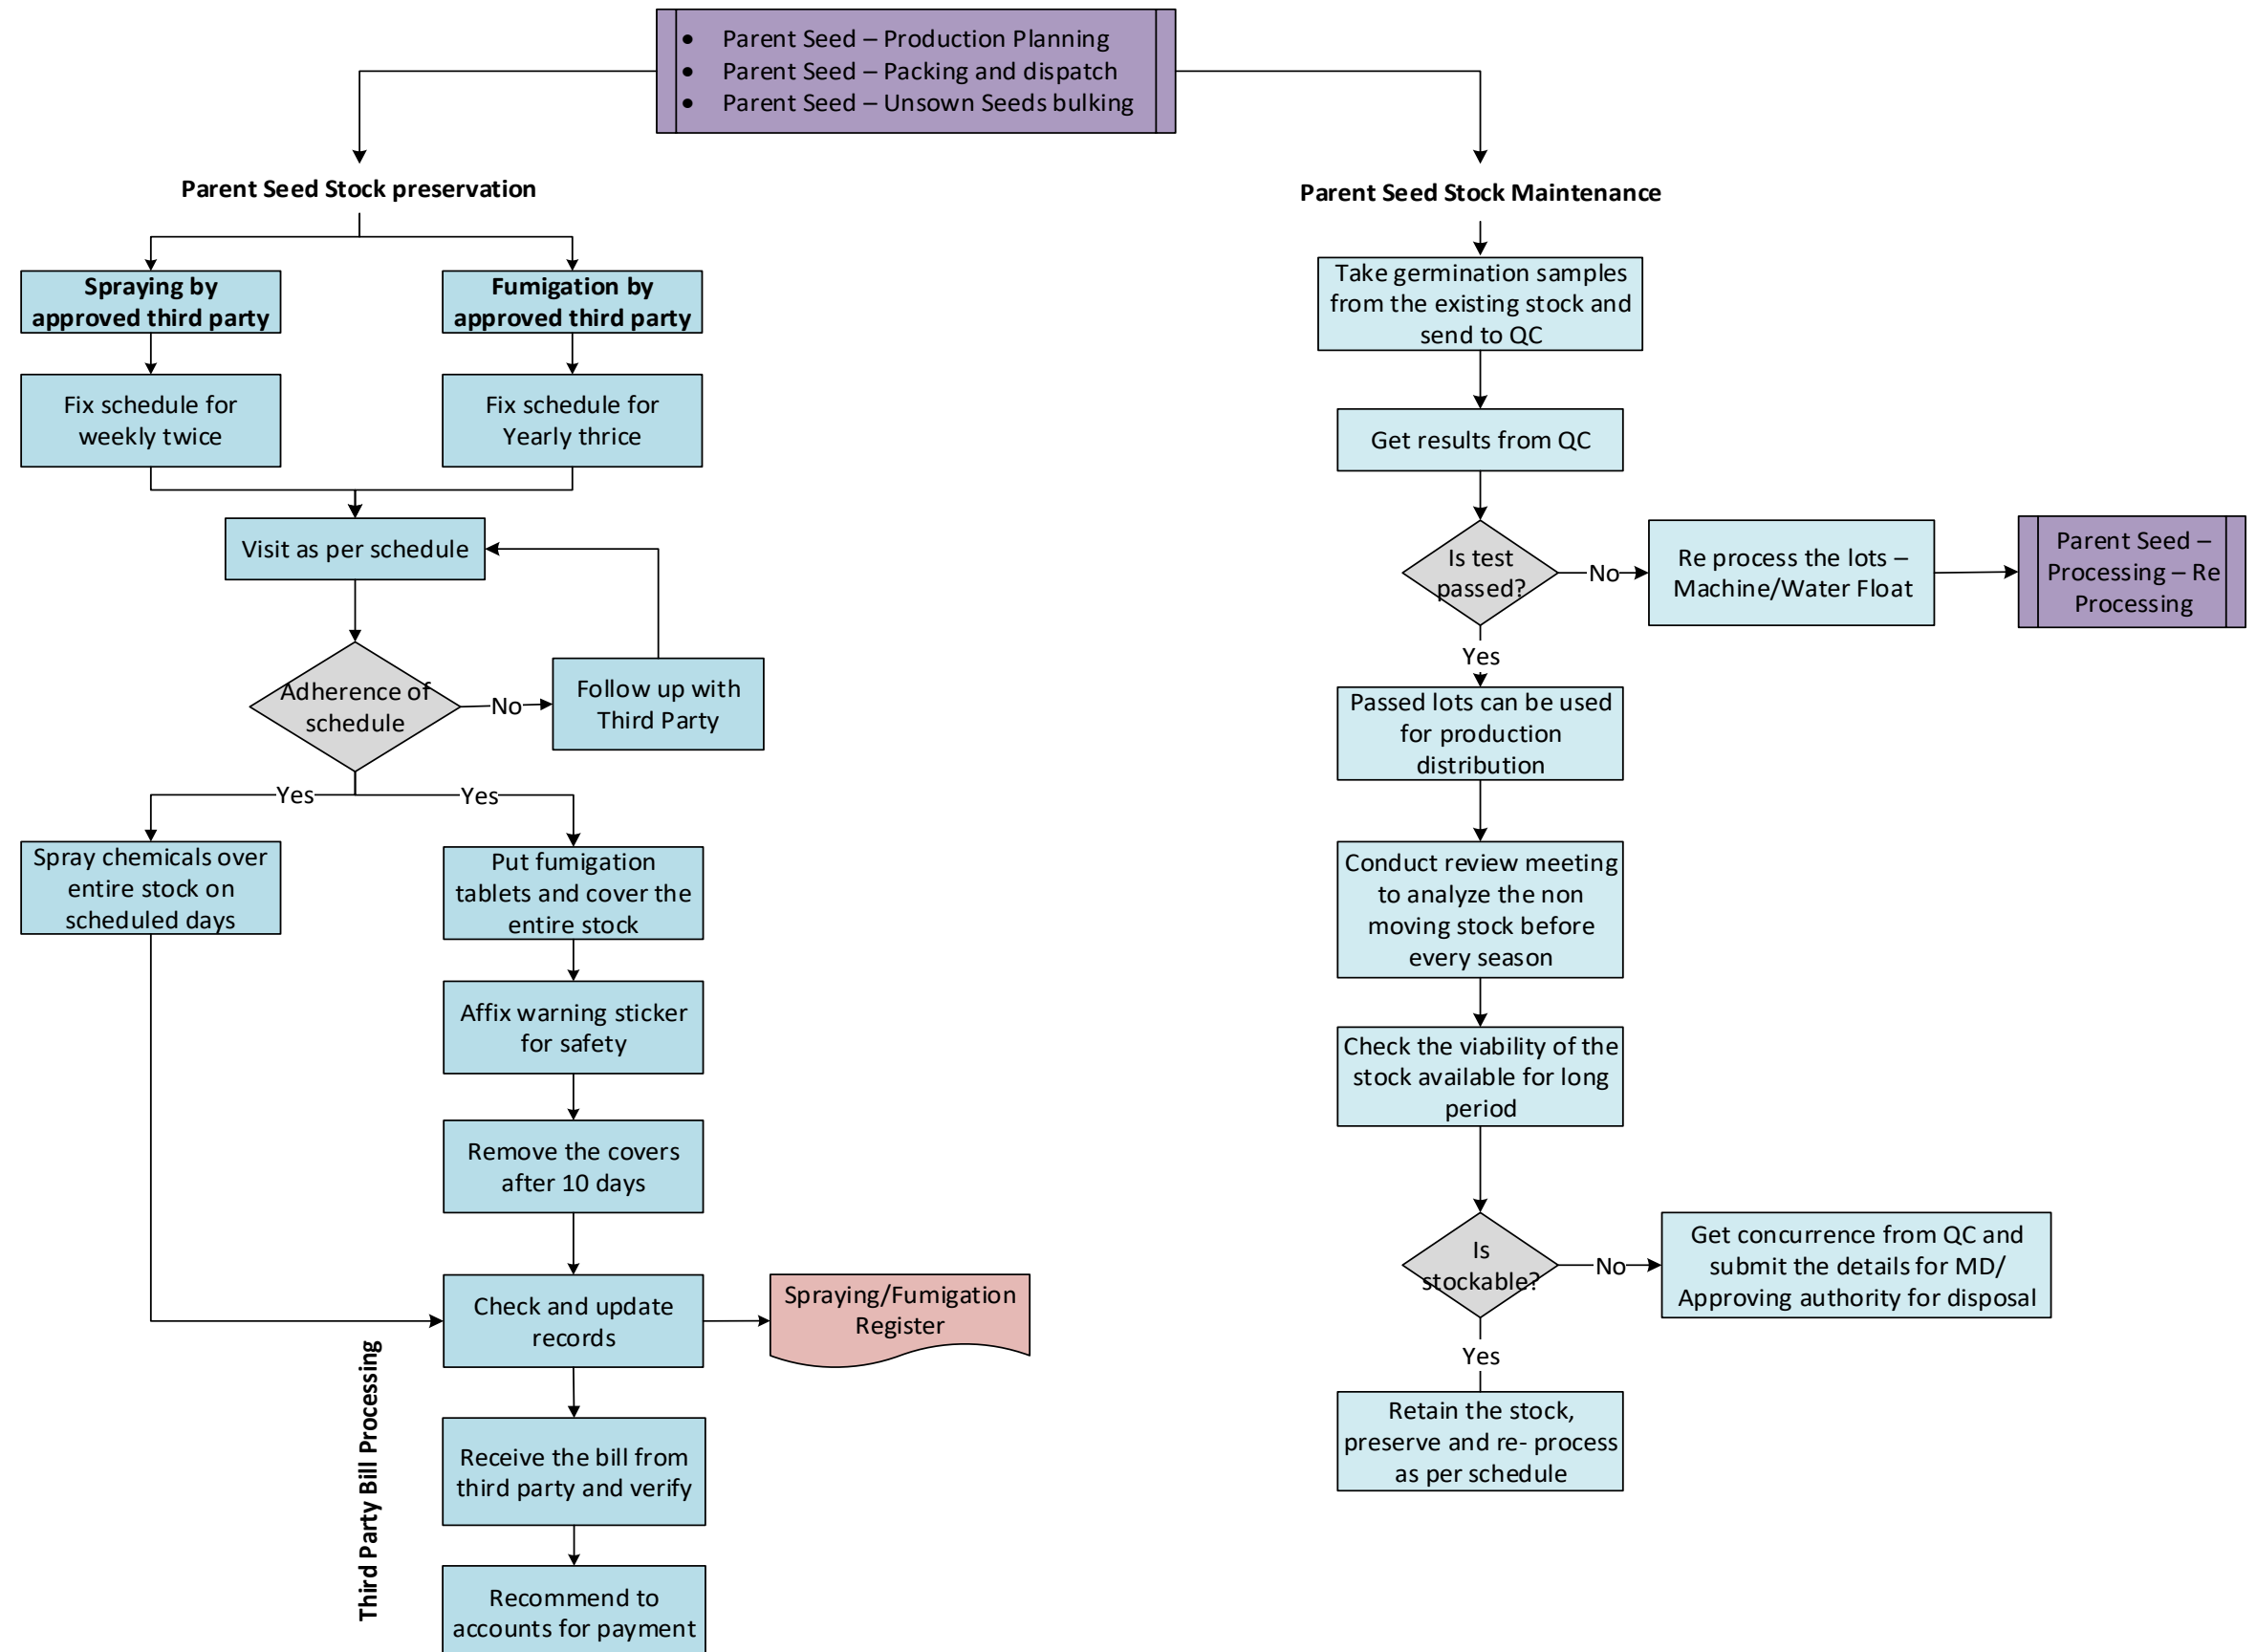 • Parent Seed – Production Planning
• Parent Seed – Packing and dispatch
• Parent Seed – Unsown Seeds bulking
Parent Seed Stock preservation
Spraying by
approved third party
Fumigation by
approved third party
Fix schedule for
weekly twice
Fix schedule for
Yearly thrice
Visit as per schedule
Adherence of
schedule
No
Follow up with
Third Party
Yes
Yes
Spray chemicals over
entire stock on
scheduled days
Put fumigation
tablets and cover the
entire stock
Affix warning sticker
for safety
Remove the covers
after 10 days
Check and update
records
Spraying/Fumigation
Register
Third Party Bill Processing
Receive the bill from
third party and verify
Recommend to
accounts for payment
Parent Seed Stock Maintenance
Take germination samples
from the existing stock and
send to QC
Get results from QC
Is test
passed?
No
Re process the lots –
Machine/Water Float
Parent Seed –
Processing – Re
Processing
Yes
Passed lots can be used
for production
distribution
Conduct review meeting
to analyze the non
moving stock before
every season
Check the viability of the
stock available for long
period
Is
stockable?
No
Get concurrence from QC and
submit the details for MD/
Approving authority for disposal
Yes
Retain the stock,
preserve and re- process
as per schedule